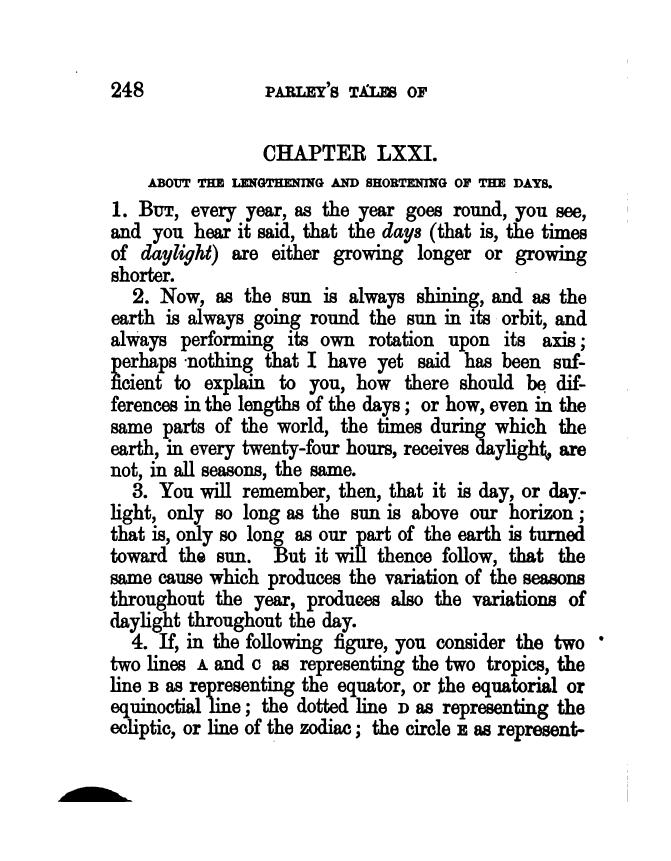 248 PARLEY'S TALES OF
CHAPTER LXXI.
ABOUT THE LENGTHENING AND SHORTENING OF THE DAYS.
1. BUT, every year, as the year goes round, you see,
and you hear it said, that the days (that is, the times
of daylight) are either growing longer or growing
shorter.
2. Now, as the sun is always shining, and as the
earth is always going round the sun in its orbit, and
always performing its own rotation upon its axis;
perhaps nothing that I have yet said has been suf-
ficient to explain to you, how there should be dif-
ferences in the lengths of the days; or how, even in the
same parts of the world, the times during which the
earth, in every twenty-four hours, receives daylight, are
not, in all seasons, the same.
3. You will remember, then, that it is day, or day-
light, only so long as the sun is above our horizon;
that is, only so long as our part of the earth is turned
toward the sun. But it will thence follow, that the
same cause which produces the variation of the seasons
throughout the year, produces also the variations of
daylight throughout the day.
4. If, in the following figure, you consider the two
two lines A and C as representing the two tropics, the
line B as representing the equator, or the equatorial or
equinoctial line; the dotted line D as representing the
ecliptic, or line of the zodiac; the circle E as represent-